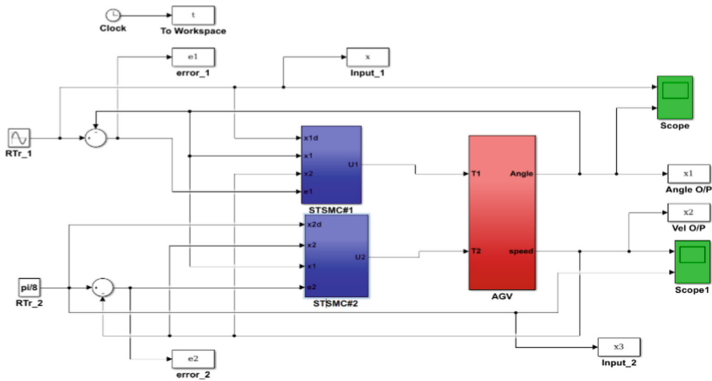 t
Clock
To Workspace
e1
error_1
x
Input_1
RTr_1
x1d
x1
x2
e1
U1
STSMC#1
T1
T2
Angle
speed
AGV
Scope
x1
Angle O/P
x2
Vel O/P
Scope1
pi/8
RTr_2
x2d
x2
x1
e2
U2
STSMC#2
e2
error_2
x3
Input_2